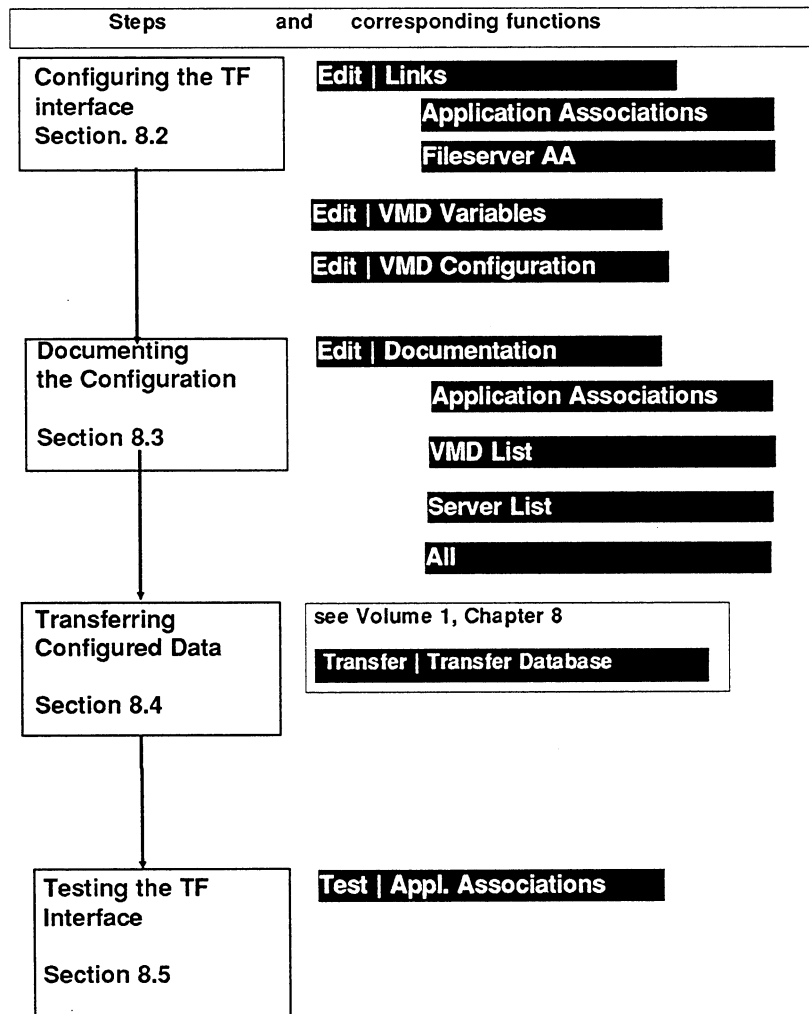 Steps and corresponding functions
Configuring the TF
interface
Section. 8.2
Edit | Links
Application Associations
Fileserver AA
Edit | VMD Variables
Edit | VMD Configuration
Documenting
the Configuration
Section 8.3
Edit | Documentation
Application Associations
VMD List
Server List
All
Transferring
Configured Data
Section 8.4
see Volume 1, Chapter 8
Transfer | Transfer Database
Testing the TF
Interface
Section 8.5
Test | Appl. Associations